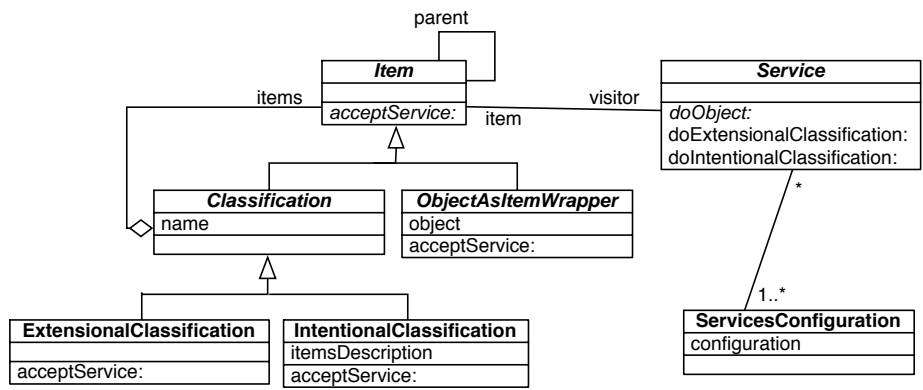 parent
Item
Service
items
visitor
acceptService:
item
doObject:
doExtensionalClassification:
doIntentionalClassification:
*
Classification
name
ObjectAsItemWrapper
object
acceptService:
1..*
ExtensionalClassification
acceptService:
IntentionalClassification
itemsDescription
acceptService:
ServicesConfiguration
configuration